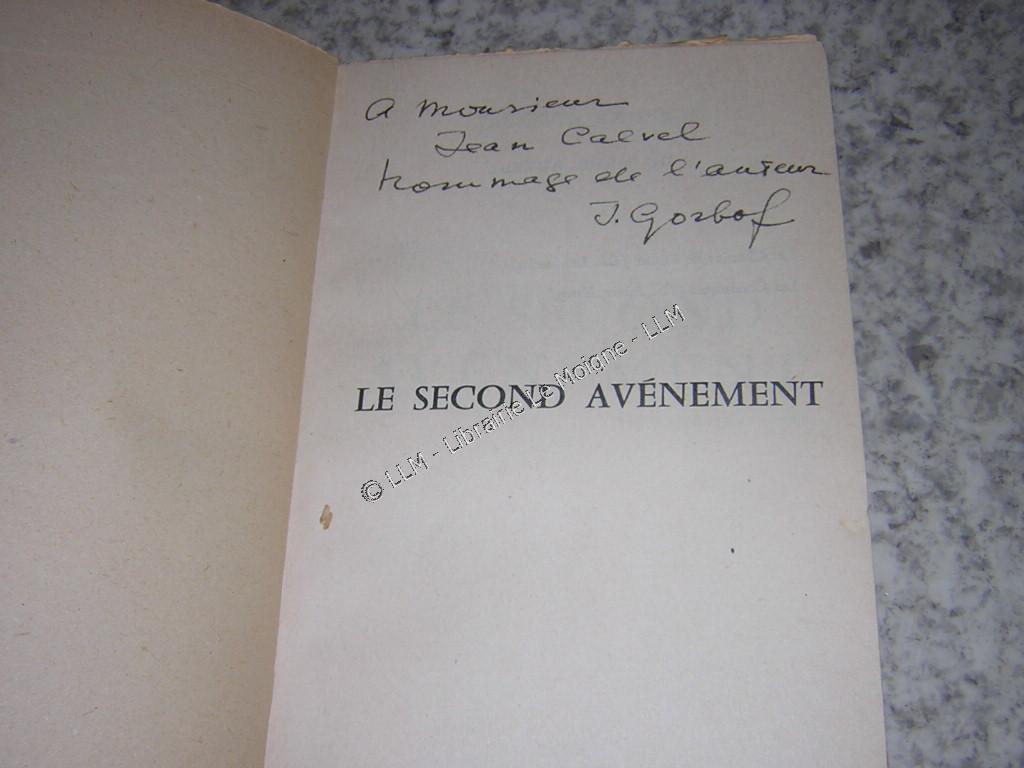 A Monsieur
Jean Calvel
hommage de l'auteur
J. Gorbof
LE SECOND AVÉNEMENT
© LLM - Librairie Le Moigne - LLM